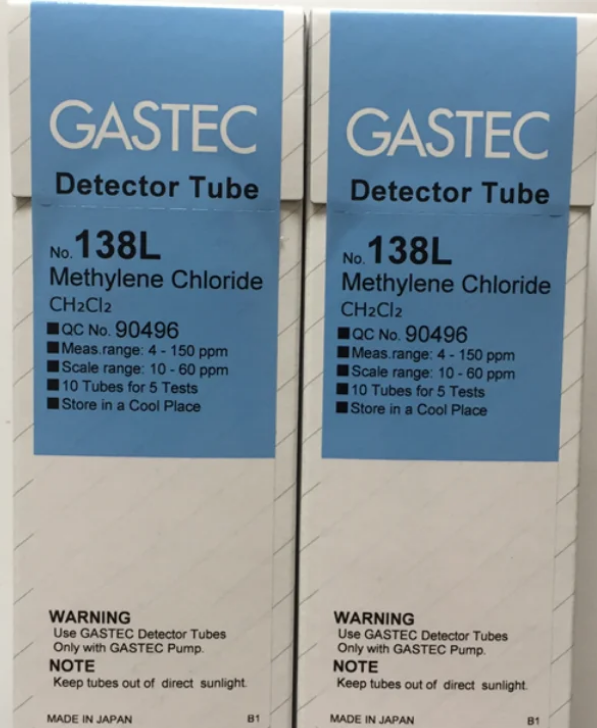 GASTEC
Detector Tube
No. 138L
Methylene Chloride
CH₂Cl₂
■QC No. 90496
■Meas.range: 4 - 150 ppm
■Scale range: 10 - 60 ppm
■10 Tubes for 5 Tests
■Store in a Cool Place
WARNING
Use GASTEC Detector Tubes
Only with GASTEC Pump.
NOTE
Keep tubes out of direct sunlight.
MADE IN JAPAN B1
GASTEC
Detector Tube
No. 138L
Methylene Chloride
CH₂Cl₂
■QC No. 90496
■Meas.range: 4 - 150 ppm
■Scale range: 10 - 60 ppm
■10 Tubes for 5 Tests
■Store in a Cool Place
WARNING
Use GASTEC Detector Tubes
Only with GASTEC Pump.
NOTE
Keep tubes out of direct sunlight.
MADE IN JAPAN B1